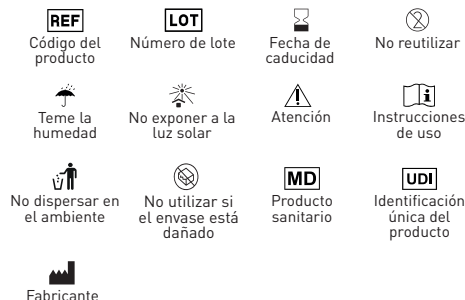 REF
LOT
Código del
producto
Número de lote
Fecha de
caducidad
No reutilizar
Teme la
humedad
No exponer a la
luz solar
Atención
Instrucciones
de uso
MD
UDI
No dispersar en
el ambiente
No utilizar si
el envase está
dañado
Producto
sanitario
Identificación
única del
producto
Fabricante